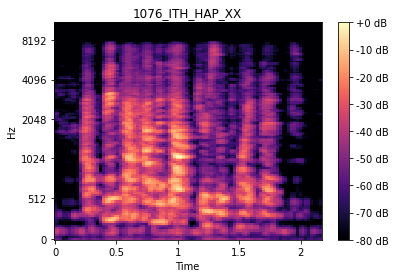 1076_ITH_HAP_XX
8192
4096
2048
1024
512
0
Hz
0
0.5
1
1.5
2
Time
+0 dB
-10 dB
-20 dB
-30 dB
-40 dB
-50 dB
-60 dB
-70 dB
-80 dB